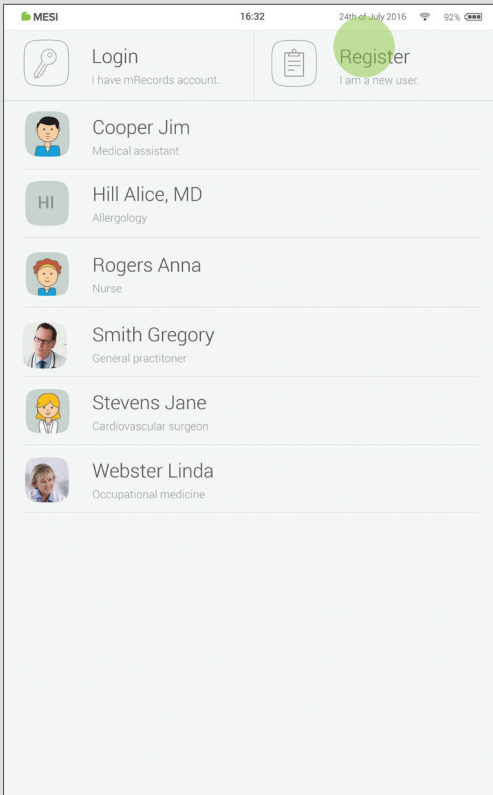 MESI 16:32 24th of July 2016 92%
Login
I have mRecords account.
Register
I am a new user.
Cooper Jim
Medical assistant
HI
Hill Alice, MD
Allergology
Rogers Anna
Nurse
Smith Gregory
General practitoner
Stevens Jane
Cardiovascular surgeon
Webster Linda
Occupational medicine